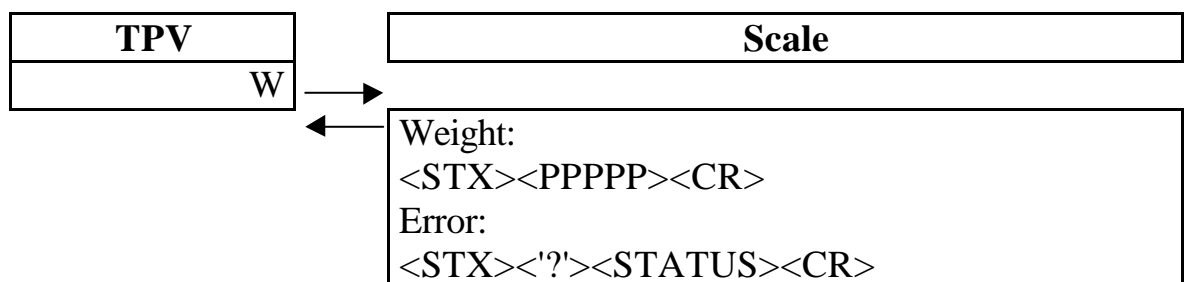 TPV
Scale
W
Weight:
<STX><PPPPP><CR>
Error:
<STX><'?'><STATUS><CR>